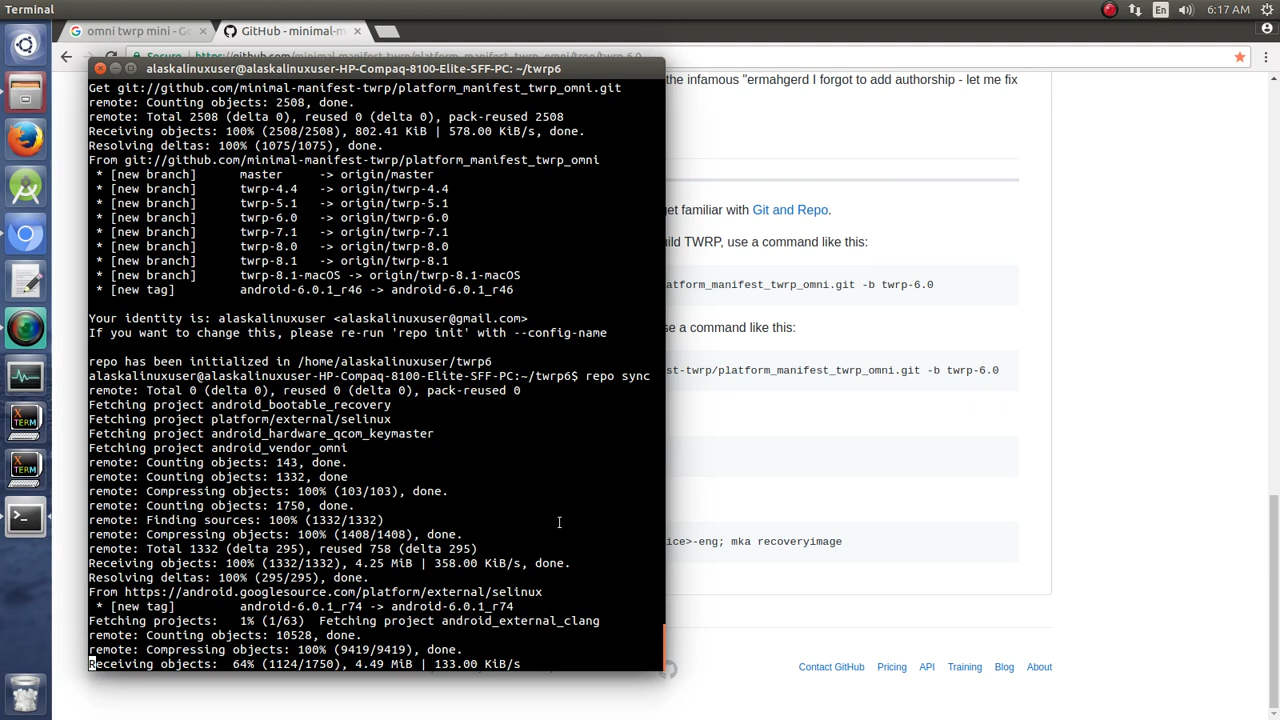 Terminal
En
6:17 AM
omni twrp mini - Go
GitHub - minimal-m
Secure
https://github.com/minimal-manifest-twrp/platform_manifest_twrp_omni/tree/twrp-6.0
alaskalinuxuser@alaskalinuxuser-HP-Compaq-8100-Elite-SFF-PC: ~/twrp6
Get git://github.com/minimal-manifest-twrp/platform_manifest_twrp_omni.git
remote: Counting objects: 2508, done.
remote: Total 2508 (delta 0), reused 0 (delta 0), pack-reused 2508
Receiving objects: 100% (2508/2508), 802.41 KiB | 578.00 KiB/s, done.
Resolving deltas: 100% (1075/1075), done.
From git://github.com/minimal-manifest-twrp/platform_manifest_twrp_omni
* [new branch]      master     -> origin/master
* [new branch]      twrp-4.4   -> origin/twrp-4.4
* [new branch]      twrp-5.1   -> origin/twrp-5.1
* [new branch]      twrp-6.0   -> origin/twrp-6.0
* [new branch]      twrp-7.1   -> origin/twrp-7.1
* [new branch]      twrp-8.0   -> origin/twrp-8.0
* [new branch]      twrp-8.1   -> origin/twrp-8.1
* [new branch]      twrp-8.1-macOS -> origin/twrp-8.1-macOS
* [new tag]         android-6.0.1_r46 -> android-6.0.1_r46
Your identity is: alaskalinuxuser <alaskalinuxuser@gmail.com>
If you want to change this, please re-run 'repo init' with --config-name
repo has been initialized in /home/alaskalinuxuser/twrp6
alaskalinuxuser@alaskalinuxuser-HP-Compaq-8100-Elite-SFF-PC:~/twrp6$ repo sync
remote: Total 0 (delta 0), reused 0 (delta 0), pack-reused 0
Fetching project android_bootable_recovery
Fetching project platform/external/selinux
Fetching project android_hardware_qcom_keymaster
Fetching project android_vendor_omni
remote: Counting objects: 143, done.
remote: Counting objects: 1332, done
remote: Compressing objects: 100% (103/103), done.
remote: Counting objects: 1750, done.
remote: Finding sources: 100% (1332/1332)
remote: Compressing objects: 100% (1408/1408), done.
remote: Total 1332 (delta 295), reused 758 (delta 295)
Receiving objects: 100% (1332/1332), 4.25 MiB | 358.00 KiB/s, done.
Resolving deltas: 100% (295/295), done.
From https://android.googlesource.com/platform/external/selinux
* [new tag]         android-6.0.1_r74 -> android-6.0.1_r74
Fetching projects:   1% (1/63)  Fetching project android_external_clang
remote: Counting objects: 10528, done.
remote: Compressing objects: 100% (9419/9419), done.
Receiving objects:  64% (1124/1750), 4.49 MiB | 133.00 KiB/s
the infamous "ermahgerd I forgot to add authorship - let me fix
get familiar with Git and Repo.
ild TWRP, use a command like this:
atform_manifest_twrp_omni.git -b twrp-6.0
se a command like this:
st-twrp/platform_manifest_twrp_omni.git -b twrp-6.0
ice>-eng; mka recoveryimage
Contact GitHub Pricing API Training Blog About
X TERM
X TERM